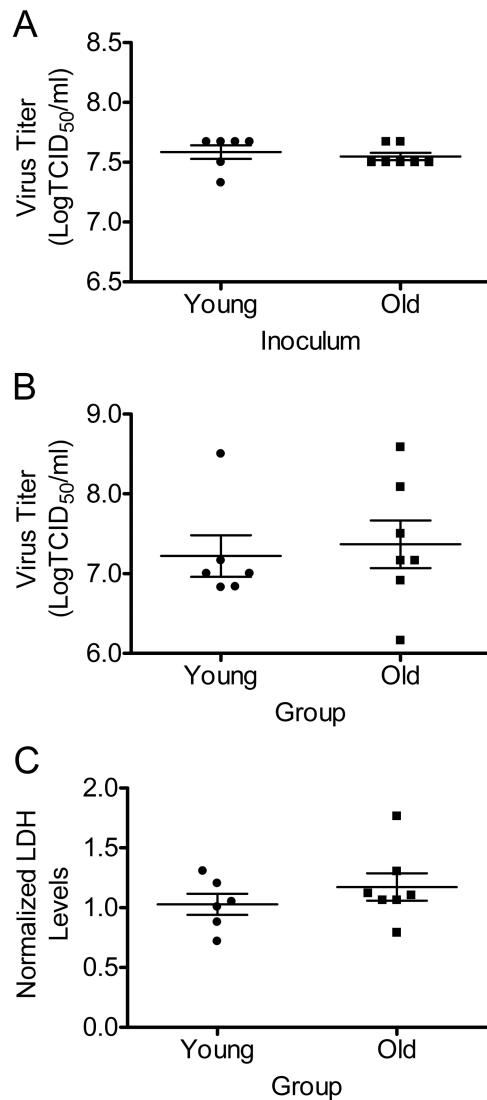 A
Virus Titer
(LogTCID50/ml)
8.5
8.0
7.5
7.0
6.5
Young
Old
Inoculum
B
Virus Titer
(LogTCID50/ml)
9.0
8.0
7.0
6.0
Young
Old
Group
C
Normalized LDH
Levels
2.0
1.5
1.0
0.5
0.0
Young
Old
Group